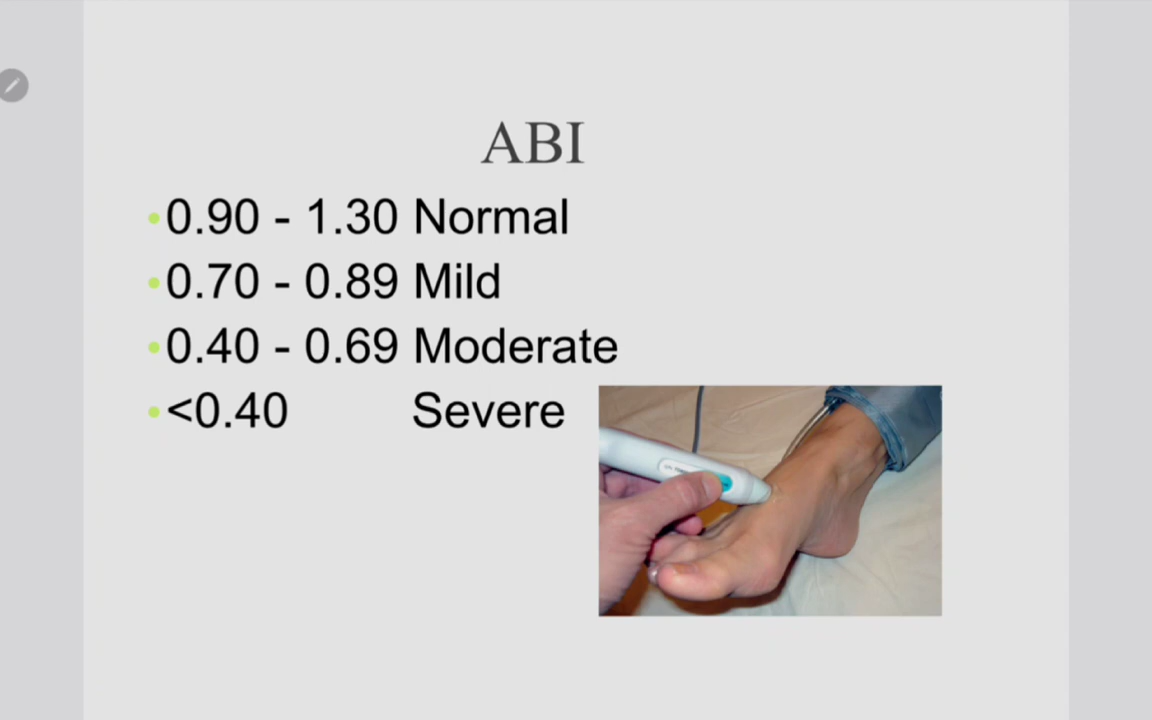 ABI
•0.90 - 1.30 Normal
•0.70 - 0.89 Mild
•0.40 - 0.69 Moderate
•<0.40 Severe